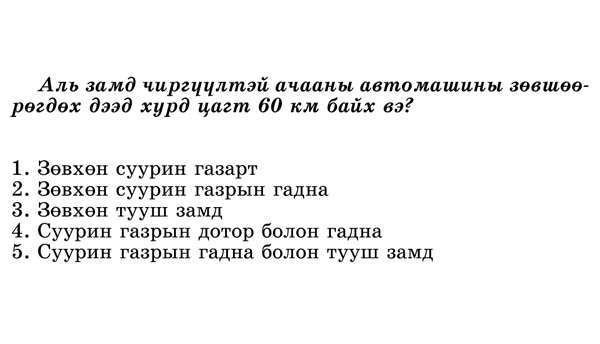 Аль замд чиргүүлтэй ачааны автомашины зөвшөө-
рөгдөх дээд хурд цагт 60 км байх вэ?
1. Зөвхөн суурин газарт
2. Зөвхөн суурин газрын гадна
3. Зөвхөн тууш замд
4. Суурин газрын дотор болон гадна
5. Суурин газрын гадна болон тууш замд